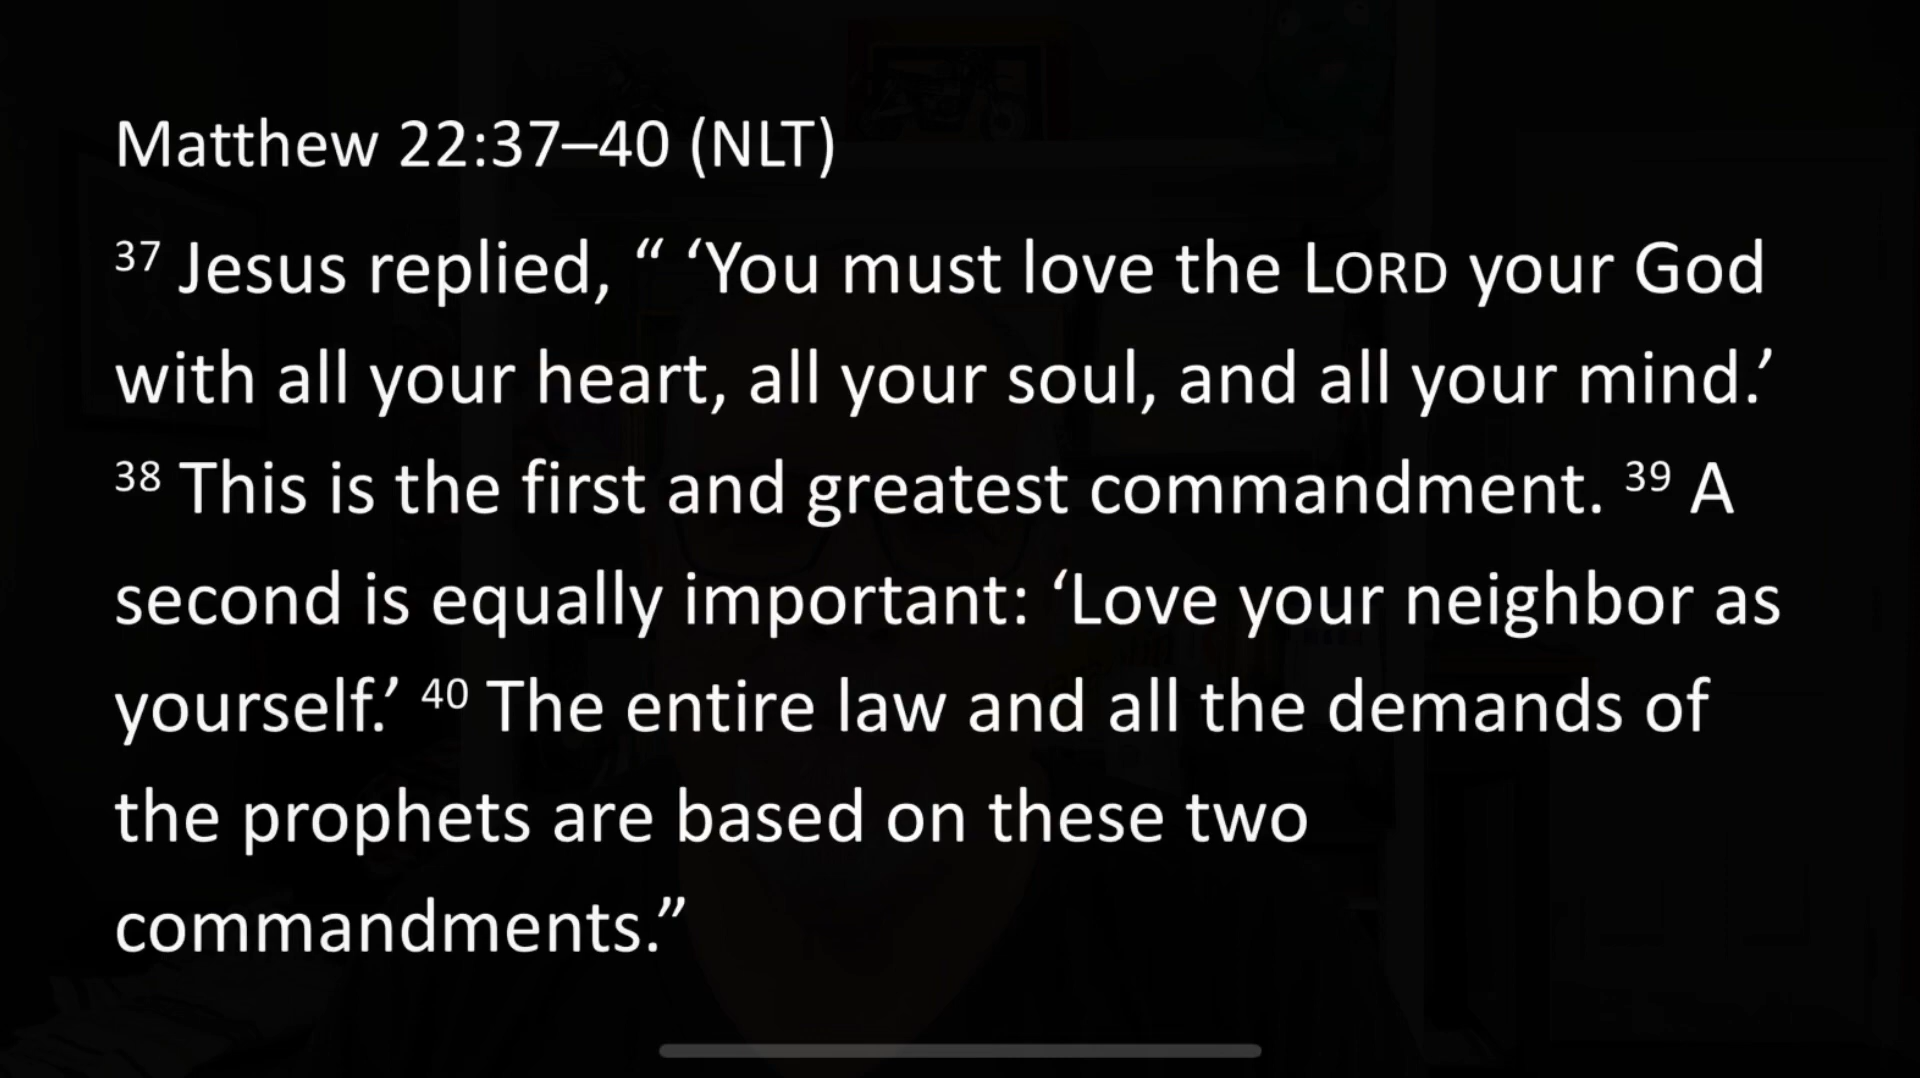 Matthew 22:37–40 (NLT)
37 Jesus replied, “ ‘You must love the LORD your God
with all your heart, all your soul, and all your mind.’
38 This is the first and greatest commandment. 39 A
second is equally important: ‘Love your neighbor as
yourself.’ 40 The entire law and all the demands of
the prophets are based on these two
commandments.”